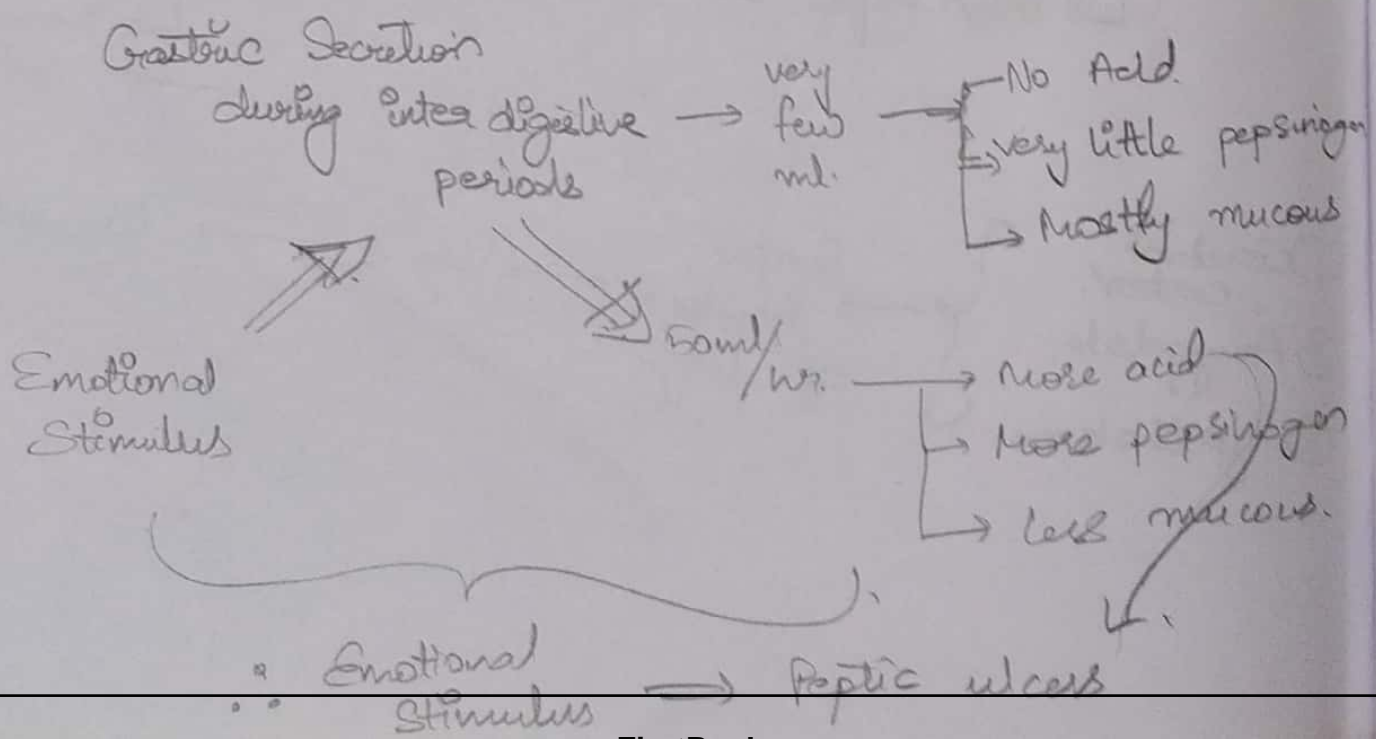 Gastric Secretion
during inter digestive
periods
→ very
few
ml.
No Acid
very little pepsinogen
Mostly mucous
50ml/hr.
More acid
More pepsinogen
Less mucous.
Emotional
Stimulus
∴ Emotional
Stimulus
⇒ Peptic ulcers